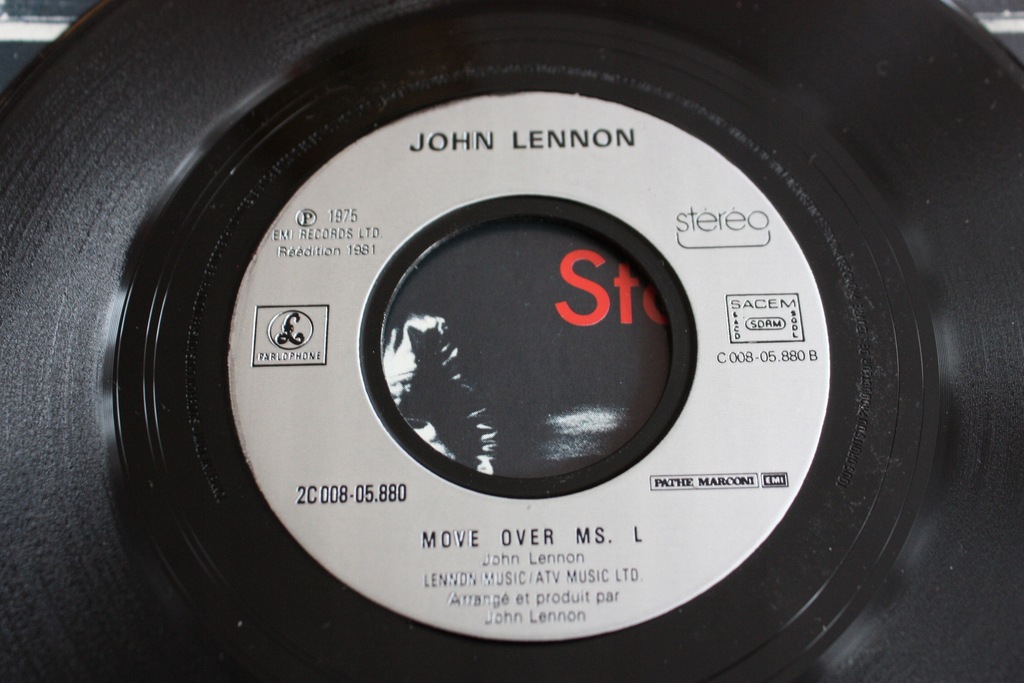 JOHN LENNON
℗ 1975
EMI RECORDS LTD.
Réédition 1981
stéréo
PARLOPHONE
SACEM
SACD
SDRM
SGDL
C 008-05.880 B
2C 008-05.880
PATHE MARCONI EMI
MOVE OVER MS. L
John Lennon
LENNON MUSIC/ATV MUSIC LTD.
Arrangé et produit par
John Lennon